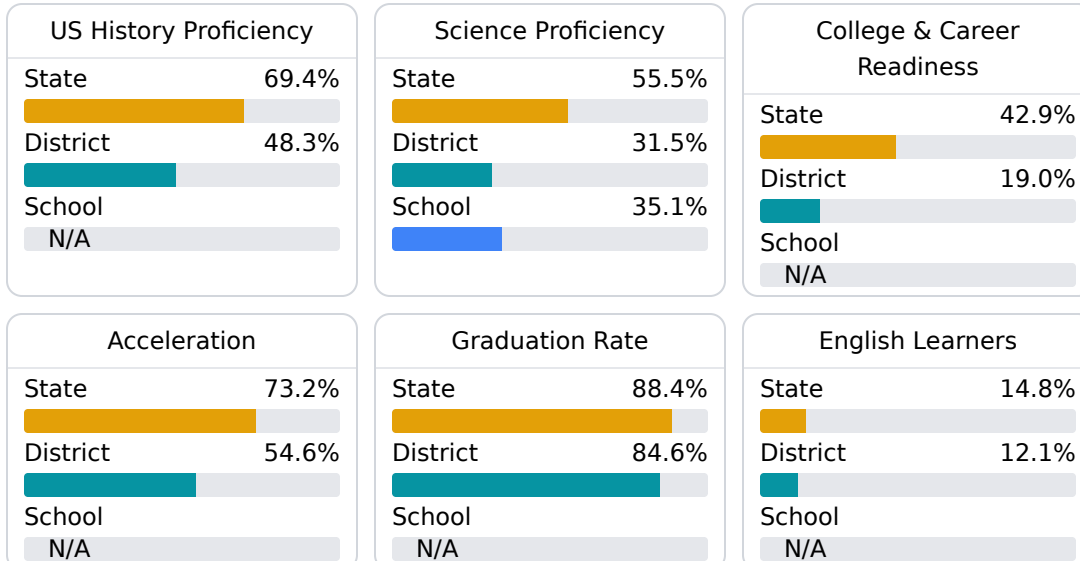 US History Proficiency
State 69.4%
District 48.3%
School
N/A
Science Proficiency
State 55.5%
District 31.5%
School 35.1%
College & Career
Readiness
State 42.9%
District 19.0%
School
N/A
Acceleration
State 73.2%
District 54.6%
School
N/A
Graduation Rate
State 88.4%
District 84.6%
School
N/A
English Learners
State 14.8%
District 12.1%
School
N/A